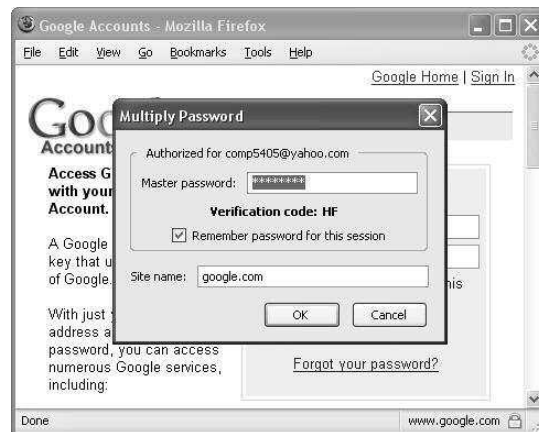 Google Accounts - Mozilla Firefox
File Edit View Go Bookmarks Tools Help
Google Home | Sign In
Goo
Accoun
Multiply Password
Authorized for comp5405@yahoo.com
Master password: ********
Verification code: HF
Remember password for this session
Site name: google.com
OK Cancel
Access G
with your
Account.
A Google
key that u
of Google.
his
With just
address a
password, you can access
numerous Google services,
including:
Forgot your password?
Done www.google.com